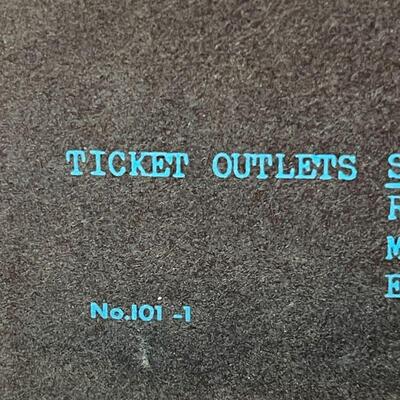 TICKET OUTLETS S
M
E
No.101 -1